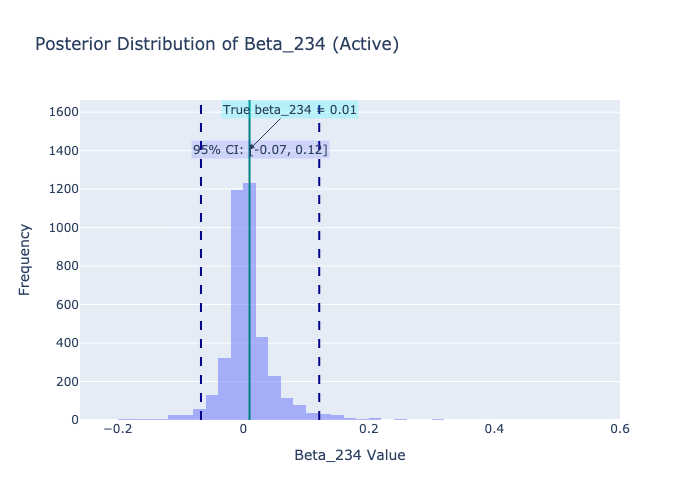 Posterior Distribution of Beta_234 (Active)
True beta_234 = 0.01
95% CI: [-0.07, 0.12]
1600
1400
1200
1000
800
600
400
200
0
Frequency
−0.2
0
0.2
0.4
0.6
Beta_234 Value